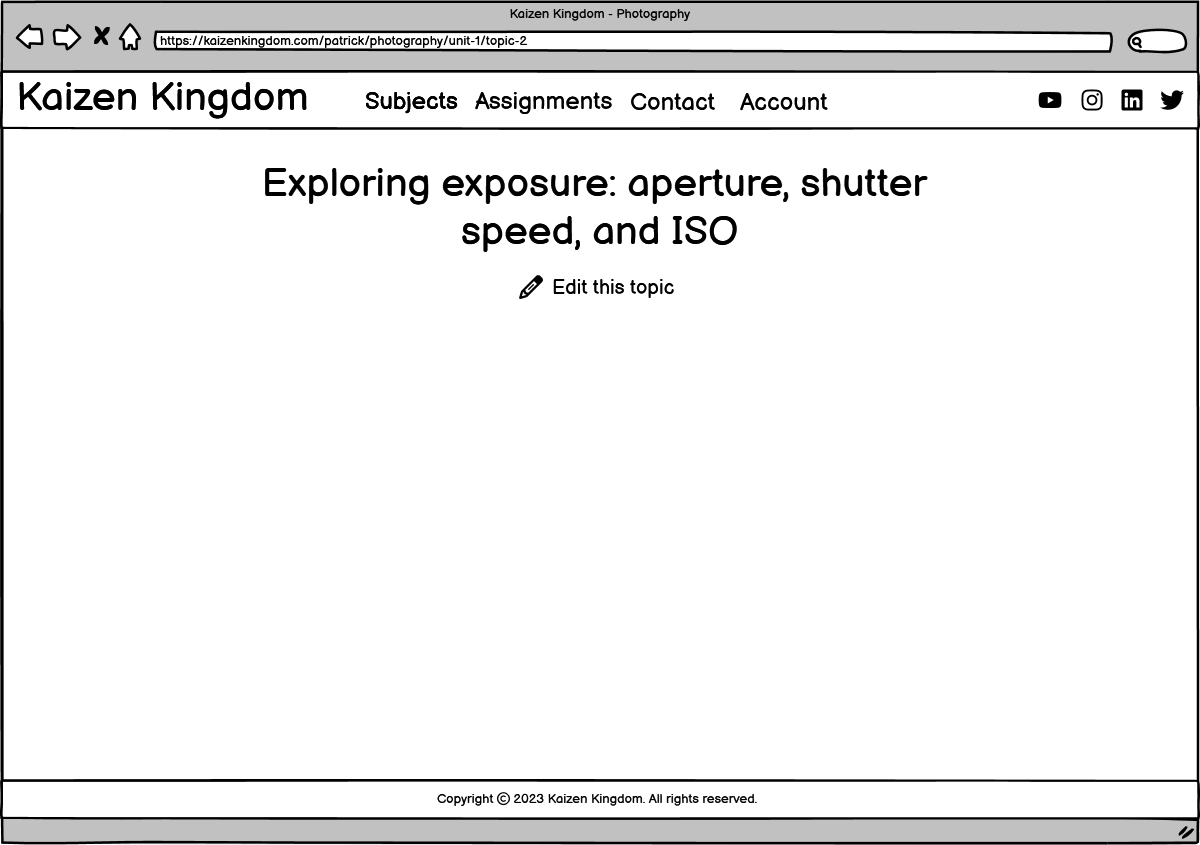 Kaizen Kingdom - Photography
https://kaizenkingdom.com/patrick/photography/unit-1/topic-2
Kaizen Kingdom Subjects Assignments Contact Account
Exploring exposure: aperture, shutter
speed, and ISO
Edit this topic
Copyright © 2023 Kaizen Kingdom. All rights reserved.